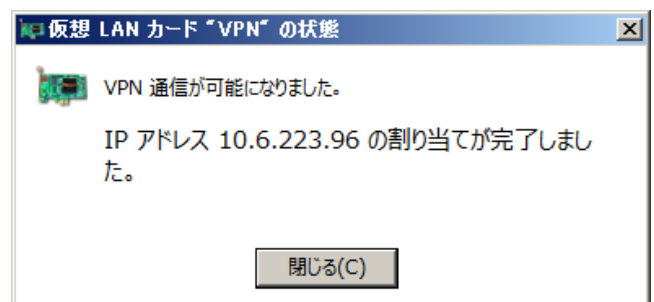 仮想 LAN カード "VPN" の状態
VPN 通信が可能になりました。
IP アドレス 10.6.223.96 の割り当てが完了しまし
た。
閉じる(C)